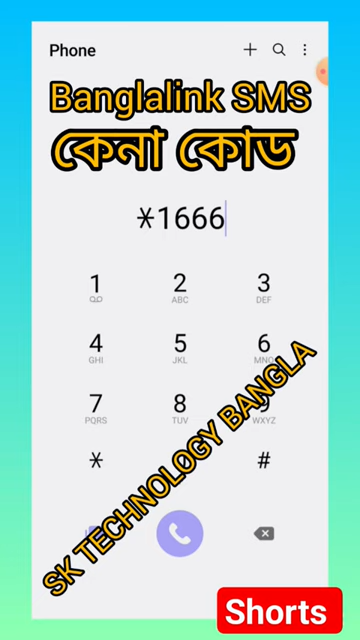 Phone
Banglalink SMS
কেনা কোড
*1666
1
2 ABC
3 DEF
4 GHI
5 JKL
6 MNO
7 PQRS
8 TUV
9 WXYZ
* #
SK TECHNOLOGY BANGLA
Shorts